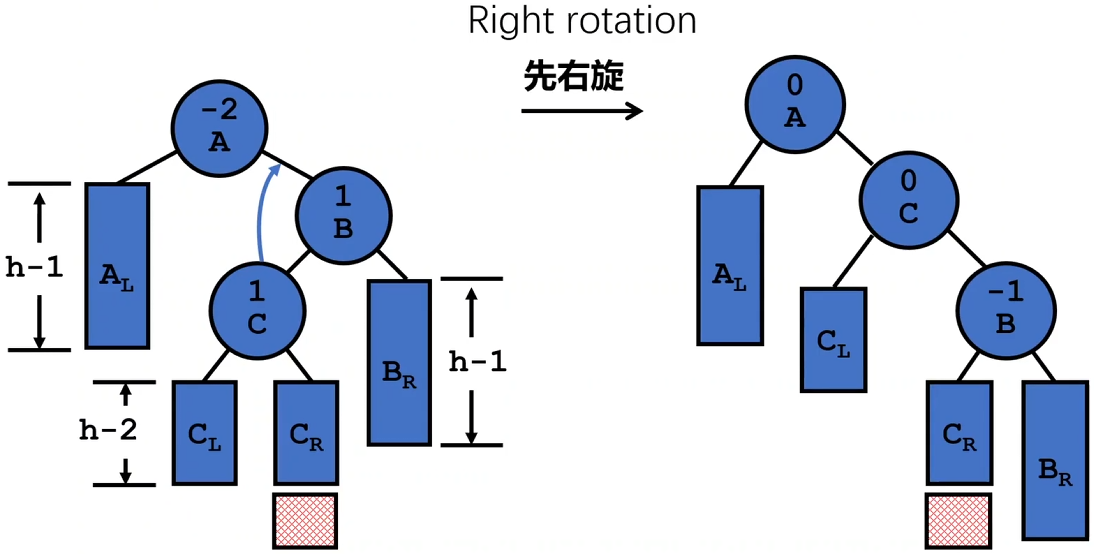 Right rotation
先右旋
-2
A
1
B
h-1
A_L
1
C
B_R
h-1
h-2
C_L
C_R
0
A
0
C
A_L
C_L
-1
B
C_R
B_R